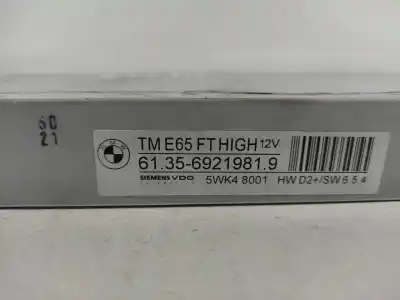 60
21
BMW
TM E65 FT HIGH 12V
61.35-6921981.9
SIEMENS VDO 5WK4 8001 HW D2+/SW 6.5.4